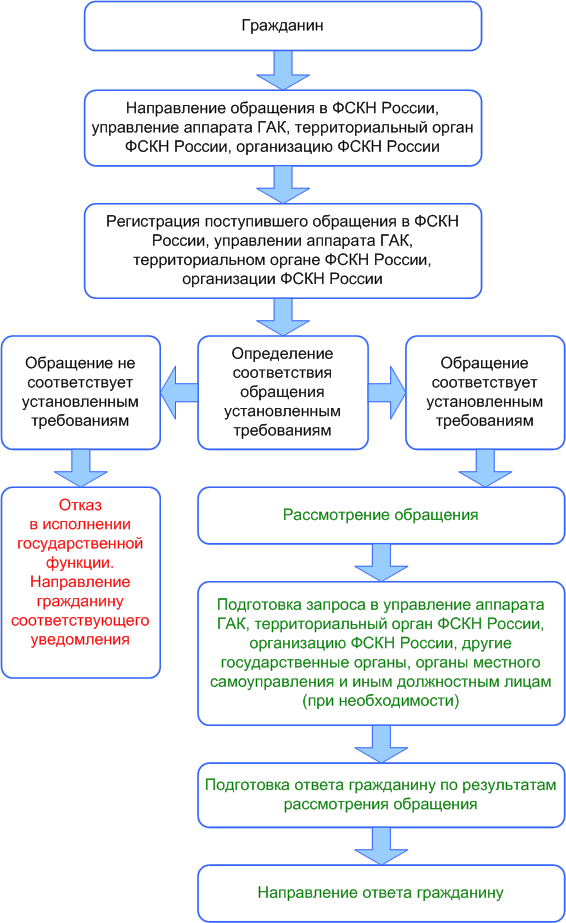 Гражданин
Направление обращения в ФСКН России,
управление аппарата ГАК, территориальный орган
ФСКН России, организацию ФСКН России
Регистрация поступившего обращения в ФСКН
России, управлении аппарата ГАК,
территориальном органе ФСКН России,
организации ФСКН России
Обращение не
соответствует
установленным
требованиям
Определение
соответствия
обращения
установленным
требованиям
Обращение
соответствует
установленным
требованиям
Отказ
в исполнении
государственной
функции.
Направление
гражданину
соответствующего
уведомления
Рассмотрение обращения
Подготовка запроса в управление аппарата
ГАК, территориальный орган ФСКН России,
организацию ФСКН России, другие
государственные органы, органы местного
самоуправления и иным должностным лицам
(при необходимости)
Подготовка ответа гражданину по результатам
рассмотрения обращения
Направление ответа гражданину